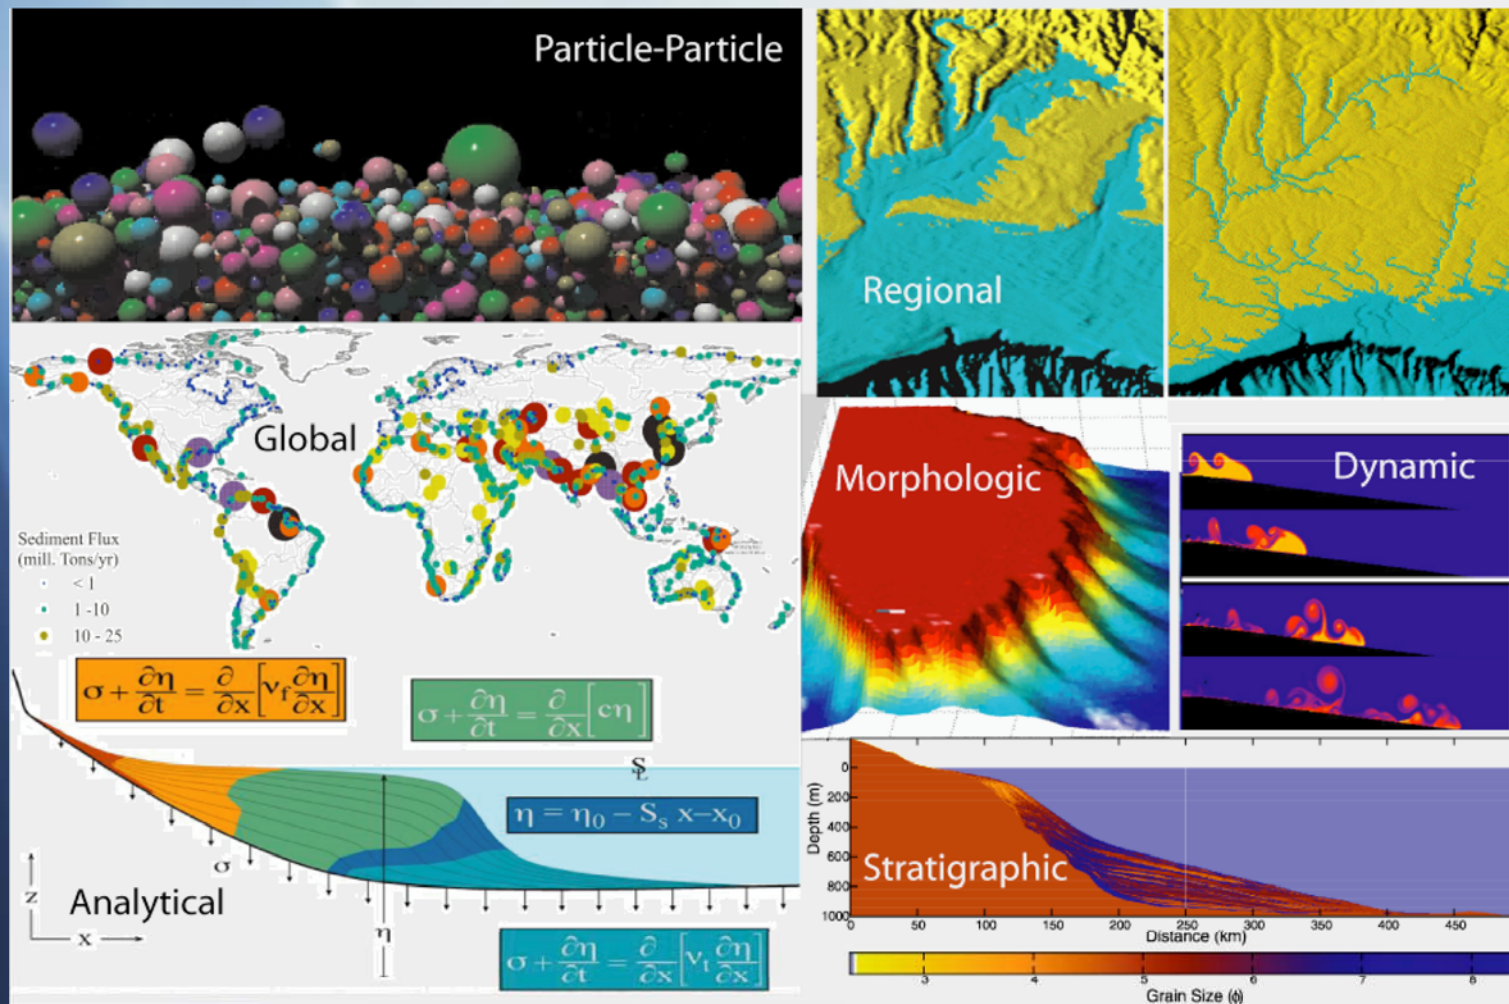 Particle-Particle
Regional
Global
Sediment Flux
(mill. Tons/yr)
< 1
1 -10
10 - 25
Morphologic
Dynamic
σ + ∂η/∂t = ∂/∂x [ν_f ∂η/∂x]
σ + ∂η/∂t = ∂/∂x [cη]
SL
η = η₀ − Sₛ x−x₀
σ
Analytical
z
x
η
σ + ∂η/∂t = ∂/∂x [ν_t ∂η/∂x]
Stratigraphic
Depth (m)
0
200
400
600
800
1000
0 50 100 150 200 250 300 350 400 450
Distance (km)
3 4 5 6 7 8
Grain Size (ϕ)